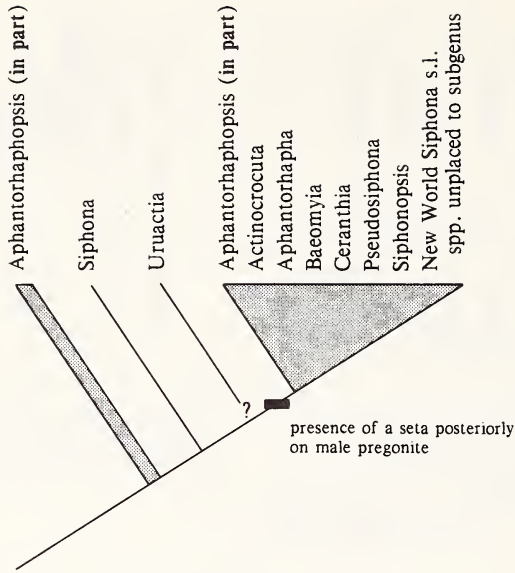 Aphantorhaphopsis (in part)
Siphona
Uruactia
Aphantorhaphopsis (in part)
Actinocrocuta
Aphantorhapha
Baeomyia
Ceranthia
Pseudosiphona
Siphonopsis
New World Siphona s.l.
spp. unplaced to subgenus
?
presence of a seta posteriorly
on male pregonite